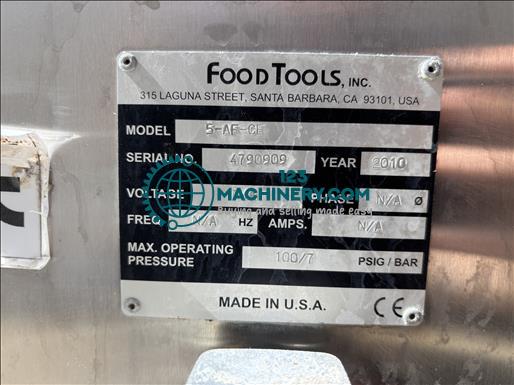 FOODTOOLS, INC.
315 LAGUNA STREET, SANTA BARBARA, CA 93101, USA
MODEL 5-AF-CE
SERIAL NO. 4790909 YEAR 2010
123
MACHINERY.COM
Buying and selling made easy
VOLTAGE PHASE N/A Ø
FREQ. N/A HZ AMPS. N/A
MAX. OPERATING PRESSURE 100/7 PSIG / BAR
MADE IN U.S.A. CE